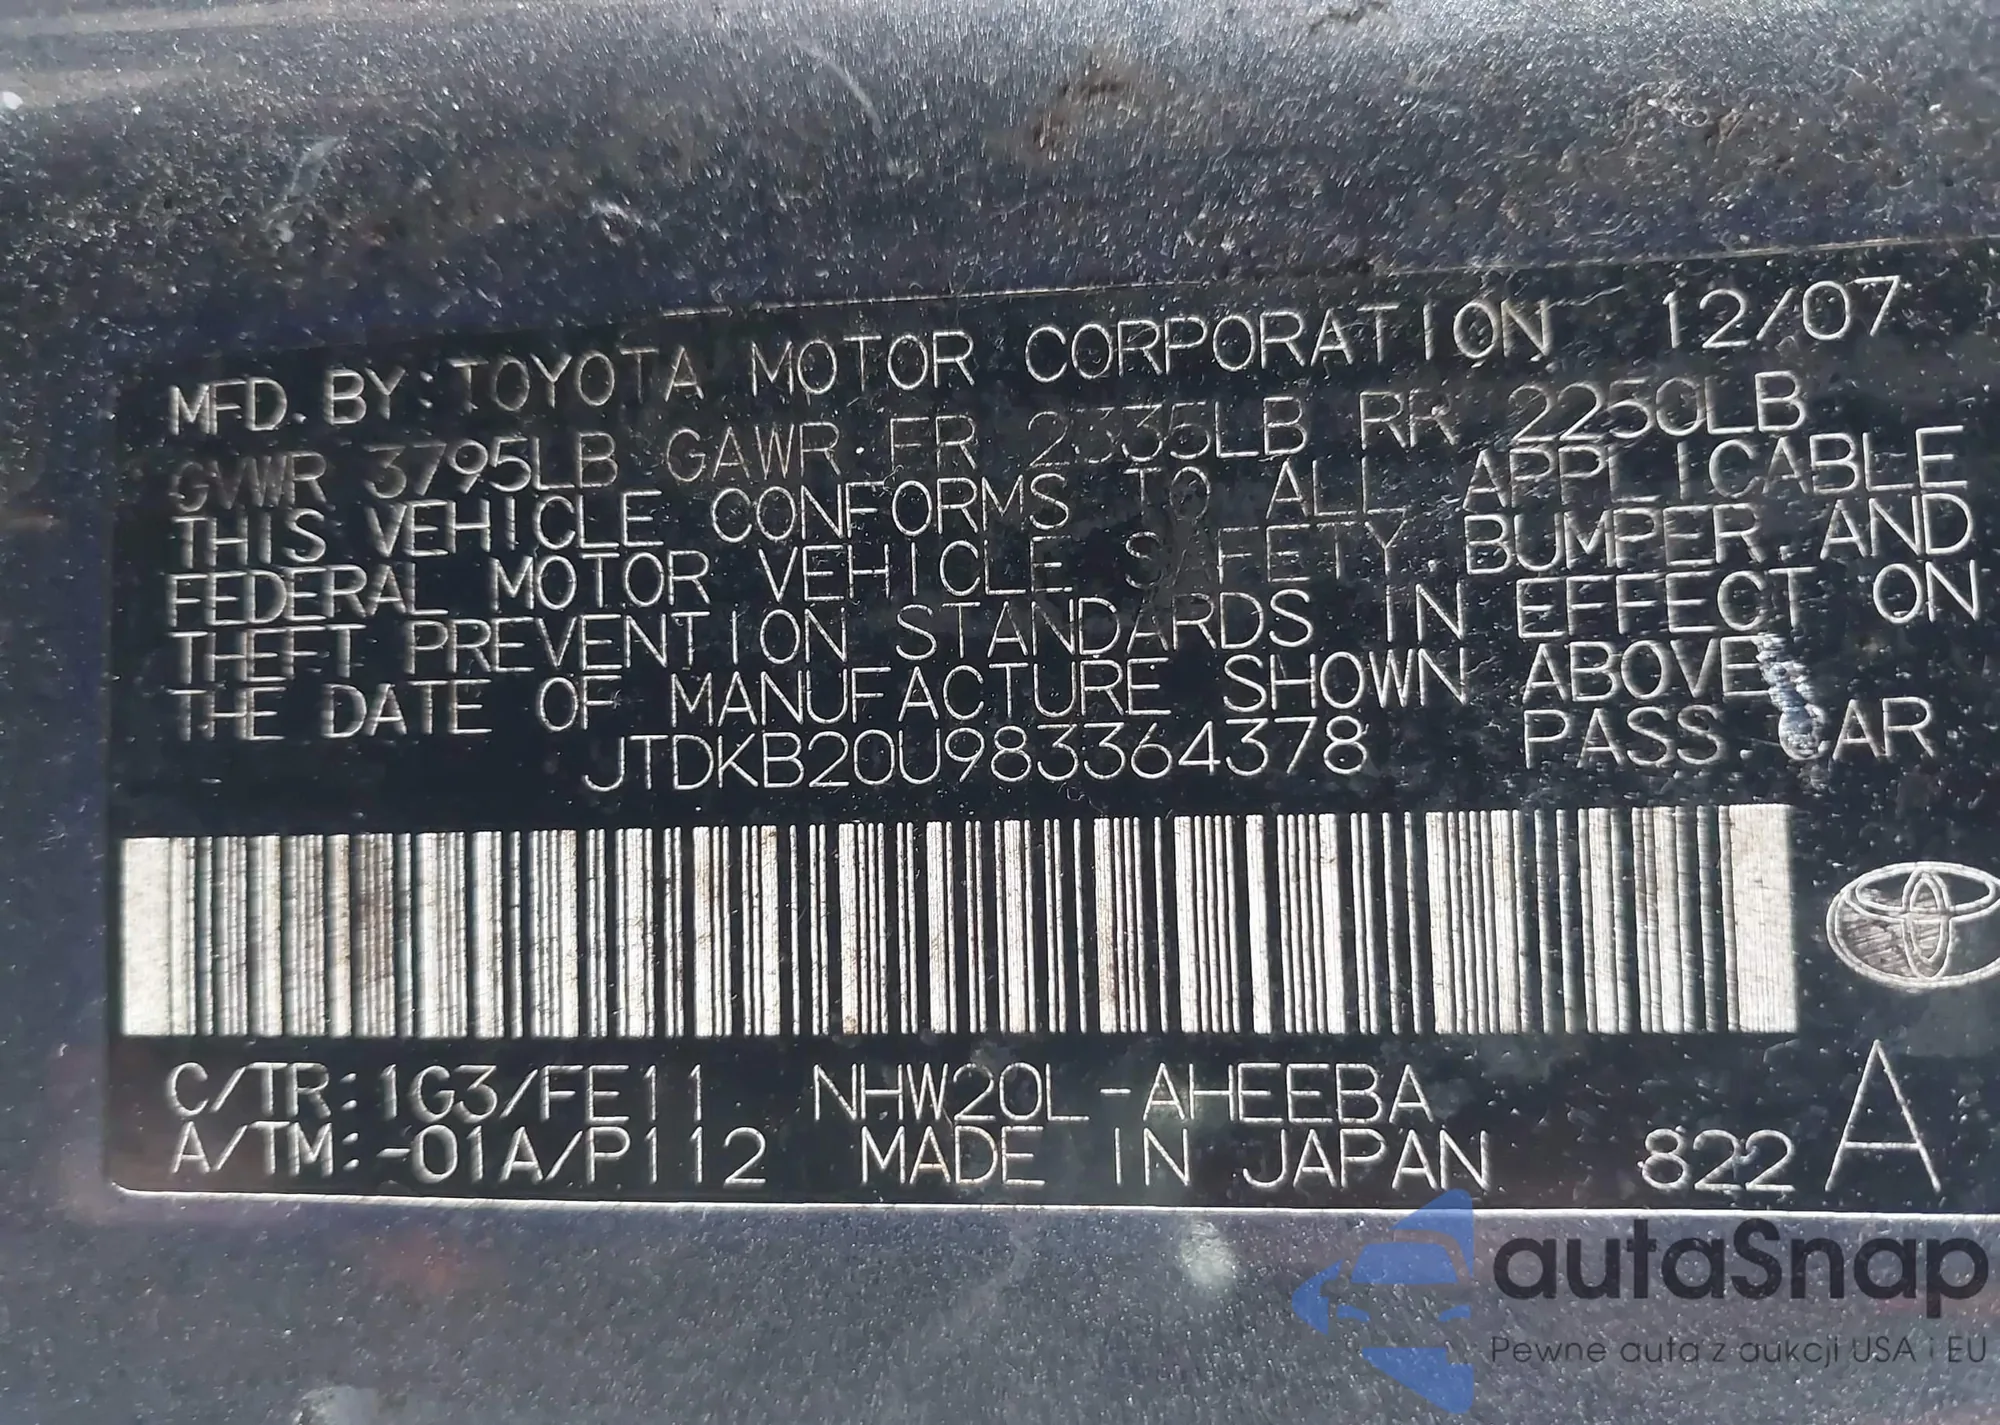 MFD. BY: TOYOTA MOTOR CORPORATION 12/07
GVWR 3795LB GAWR FR 2335LB RR 2250LB
THIS VEHICLE CONFORMS TO ALL APPLICABLE
FEDERAL MOTOR VEHICLE SAFETY, BUMPER, AND
THEFT PREVENTION STANDARDS IN EFFECT ON
THE DATE OF MANUFACTURE SHOWN ABOVE.
JTDKB20U983364378 PASS. CAR
C/TR: 1G3/FE11 NHW20L-AHEEBA
A/TM: -01A/P112 MADE IN JAPAN 822 A
autaSnap
Pewne auta z aukcji USA i EU